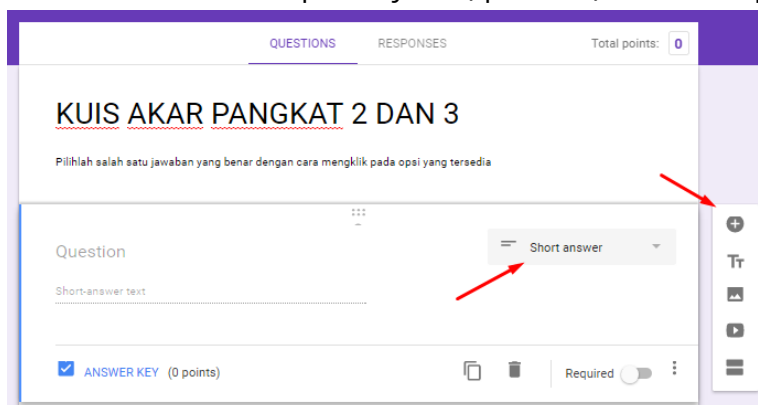 QUESTIONS RESPONSES Total points: 0
KUIS AKAR PANGKAT 2 DAN 3
Pilihlah salah satu jawaban yang benar dengan cara mengklik pada opsi yang tersedia
Question Short answer
Short-answer text
ANSWER KEY (0 points) Required